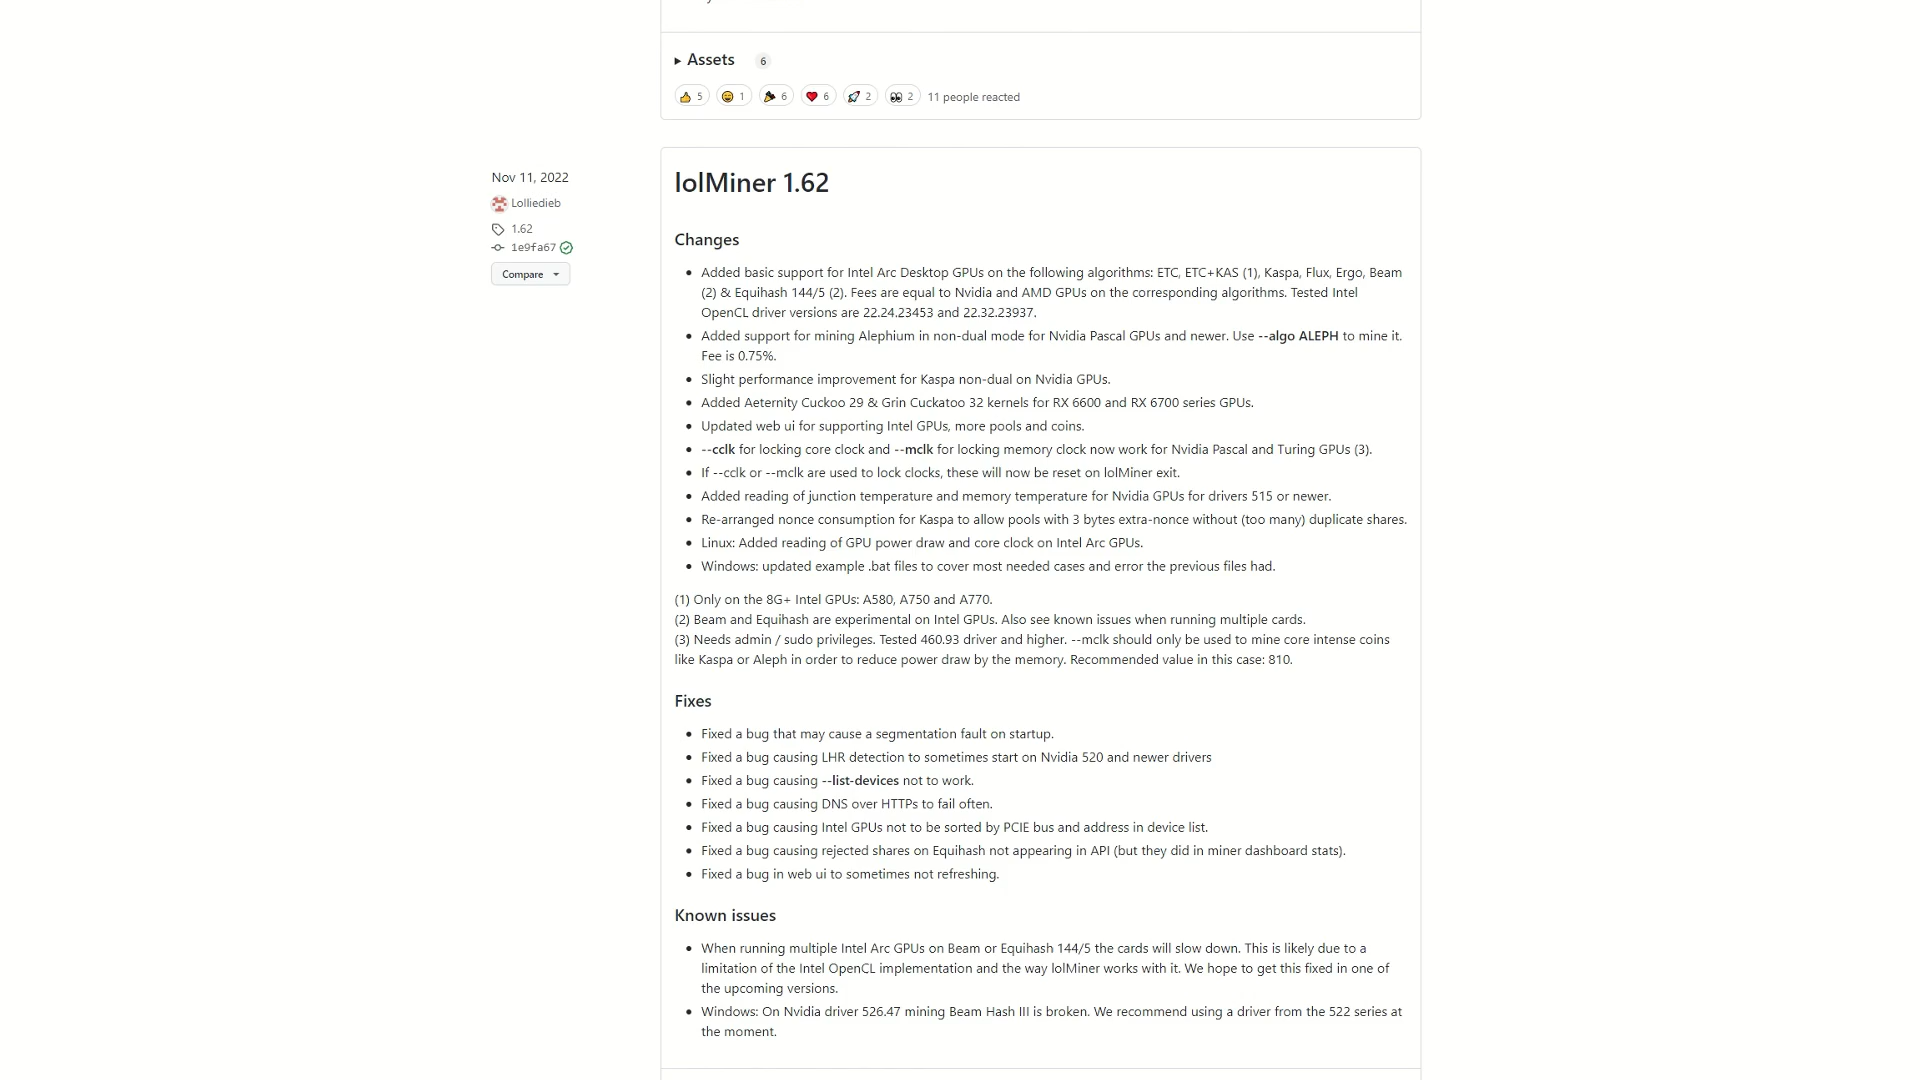 Assets 6
5 1 6 6 2 2 11 people reacted
Nov 11, 2022
Lolliedieb
1.62
1e9fa67
Compare
lolMiner 1.62
Changes
Added basic support for Intel Arc Desktop GPUs on the following algorithms: ETC, ETC+KAS (1), Kaspa, Flux, Ergo, Beam
(2) & Equihash 144/5 (2). Fees are equal to Nvidia and AMD GPUs on the corresponding algorithms. Tested Intel
OpenCL driver versions are 22.24.23453 and 22.32.23937.
Added support for mining Alephium in non-dual mode for Nvidia Pascal GPUs and newer. Use --algo ALEPH to mine it.
Fee is 0.75%.
Slight performance improvement for Kaspa non-dual on Nvidia GPUs.
Added Aeternity Cuckoo 29 & Grin Cuckatoo 32 kernels for RX 6600 and RX 6700 series GPUs.
Updated web ui for supporting Intel GPUs, more pools and coins.
--cclk for locking core clock and --mclk for locking memory clock now work for Nvidia Pascal and Turing GPUs (3).
If --cclk or --mclk are used to lock clocks, these will now be reset on lolMiner exit.
Added reading of junction temperature and memory temperature for Nvidia GPUs for drivers 515 or newer.
Re-arranged nonce consumption for Kaspa to allow pools with 3 bytes extra-nonce without (too many) duplicate shares.
Linux: Added reading of GPU power draw and core clock on Intel Arc GPUs.
Windows: updated example .bat files to cover most needed cases and error the previous files had.
(1) Only on the 8G+ Intel GPUs: A580, A750 and A770.
(2) Beam and Equihash are experimental on Intel GPUs. Also see known issues when running multiple cards.
(3) Needs admin / sudo privileges. Tested 460.93 driver and higher. --mclk should only be used to mine core intense coins
like Kaspa or Aleph in order to reduce power draw by the memory. Recommended value in this case: 810.
Fixes
Fixed a bug that may cause a segmentation fault on startup.
Fixed a bug causing LHR detection to sometimes start on Nvidia 520 and newer drivers
Fixed a bug causing --list-devices not to work.
Fixed a bug causing DNS over HTTPs to fail often.
Fixed a bug causing Intel GPUs not to be sorted by PCIE bus and address in device list.
Fixed a bug causing rejected shares on Equihash not appearing in API (but they did in miner dashboard stats).
Fixed a bug in web ui to sometimes not refreshing.
Known issues
When running multiple Intel Arc GPUs on Beam or Equihash 144/5 the cards will slow down. This is likely due to a
limitation of the Intel OpenCL implementation and the way lolMiner works with it. We hope to get this fixed in one of
the upcoming versions.
Windows: On Nvidia driver 526.47 mining Beam Hash III is broken. We recommend using a driver from the 522 series at
the moment.